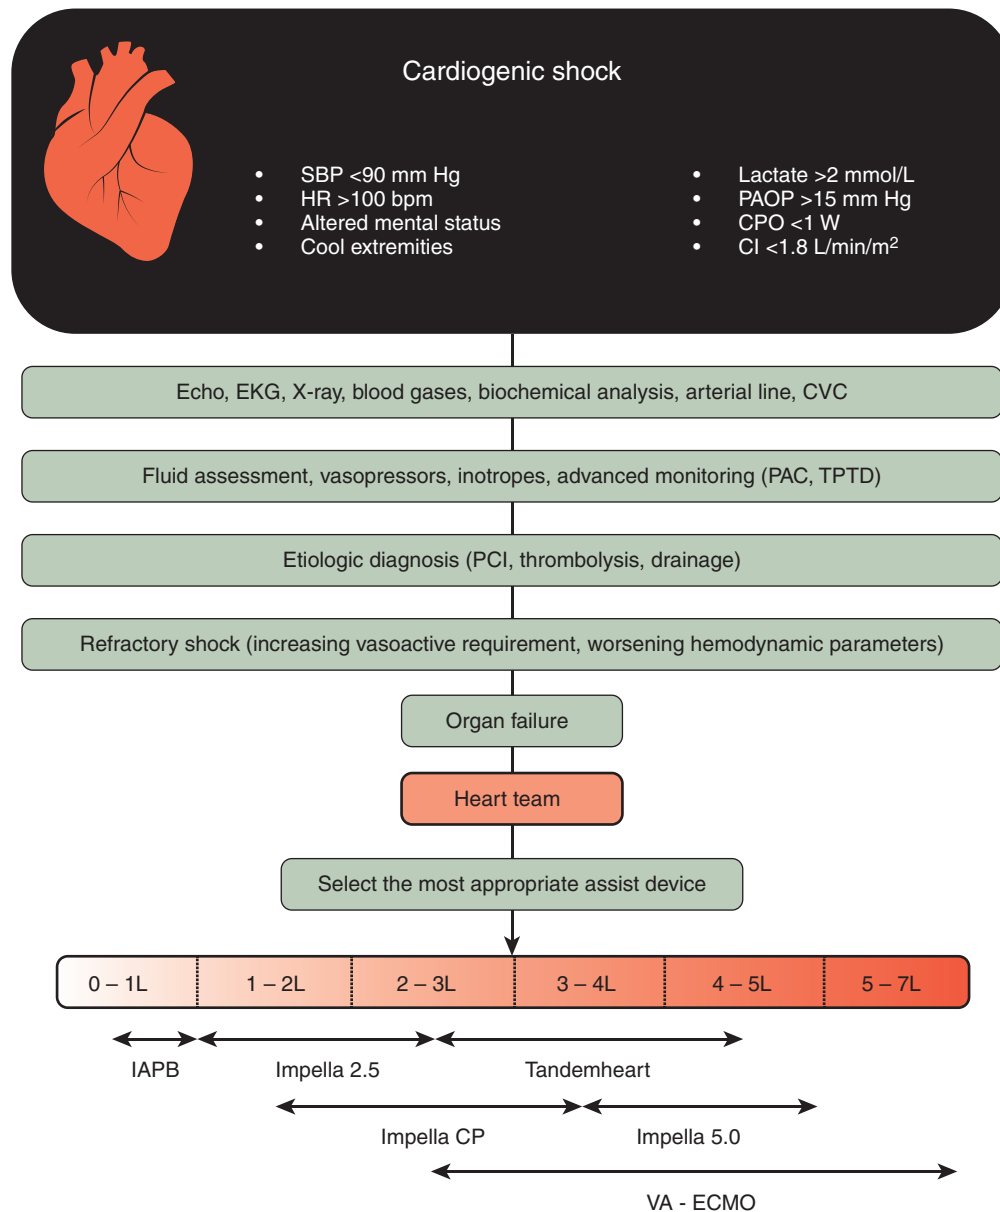 Cardiogenic shock
• SBP <90 mm Hg
• HR >100 bpm
• Altered mental status
• Cool extremities
• Lactate >2 mmol/L
• PAOP >15 mm Hg
• CPO <1 W
• CI <1.8 L/min/m²
Echo, EKG, X-ray, blood gases, biochemical analysis, arterial line, CVC
Fluid assessment, vasopressors, inotropes, advanced monitoring (PAC, TPTD)
Etiologic diagnosis (PCI, thrombolysis, drainage)
Refractory shock (increasing vasoactive requirement, worsening hemodynamic parameters)
Organ failure
Heart team
Select the most appropriate assist device
0 – 1L 1 – 2L 2 – 3L 3 – 4L 4 – 5L 5 – 7L
IAPB Impella 2.5 Tandemheart
Impella CP Impella 5.0
VA - ECMO